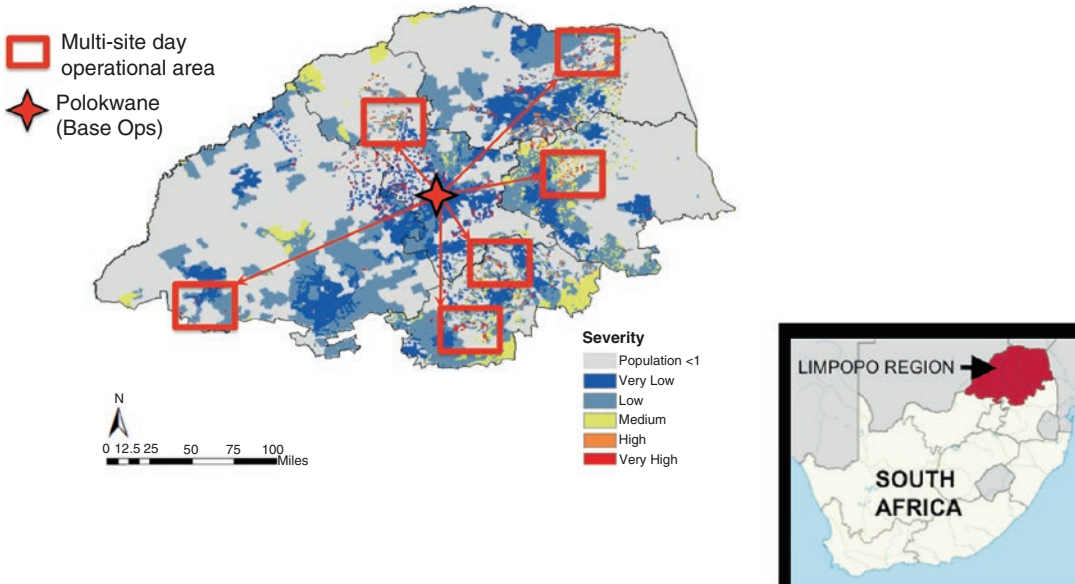 Multi-site day
operational area
Polokwane
(Base Ops)
Severity
Population <1
Very Low
Low
Medium
High
Very High
N
0 12.5 25 50 75 100
Miles
LIMPOPO REGION
SOUTH
AFRICA